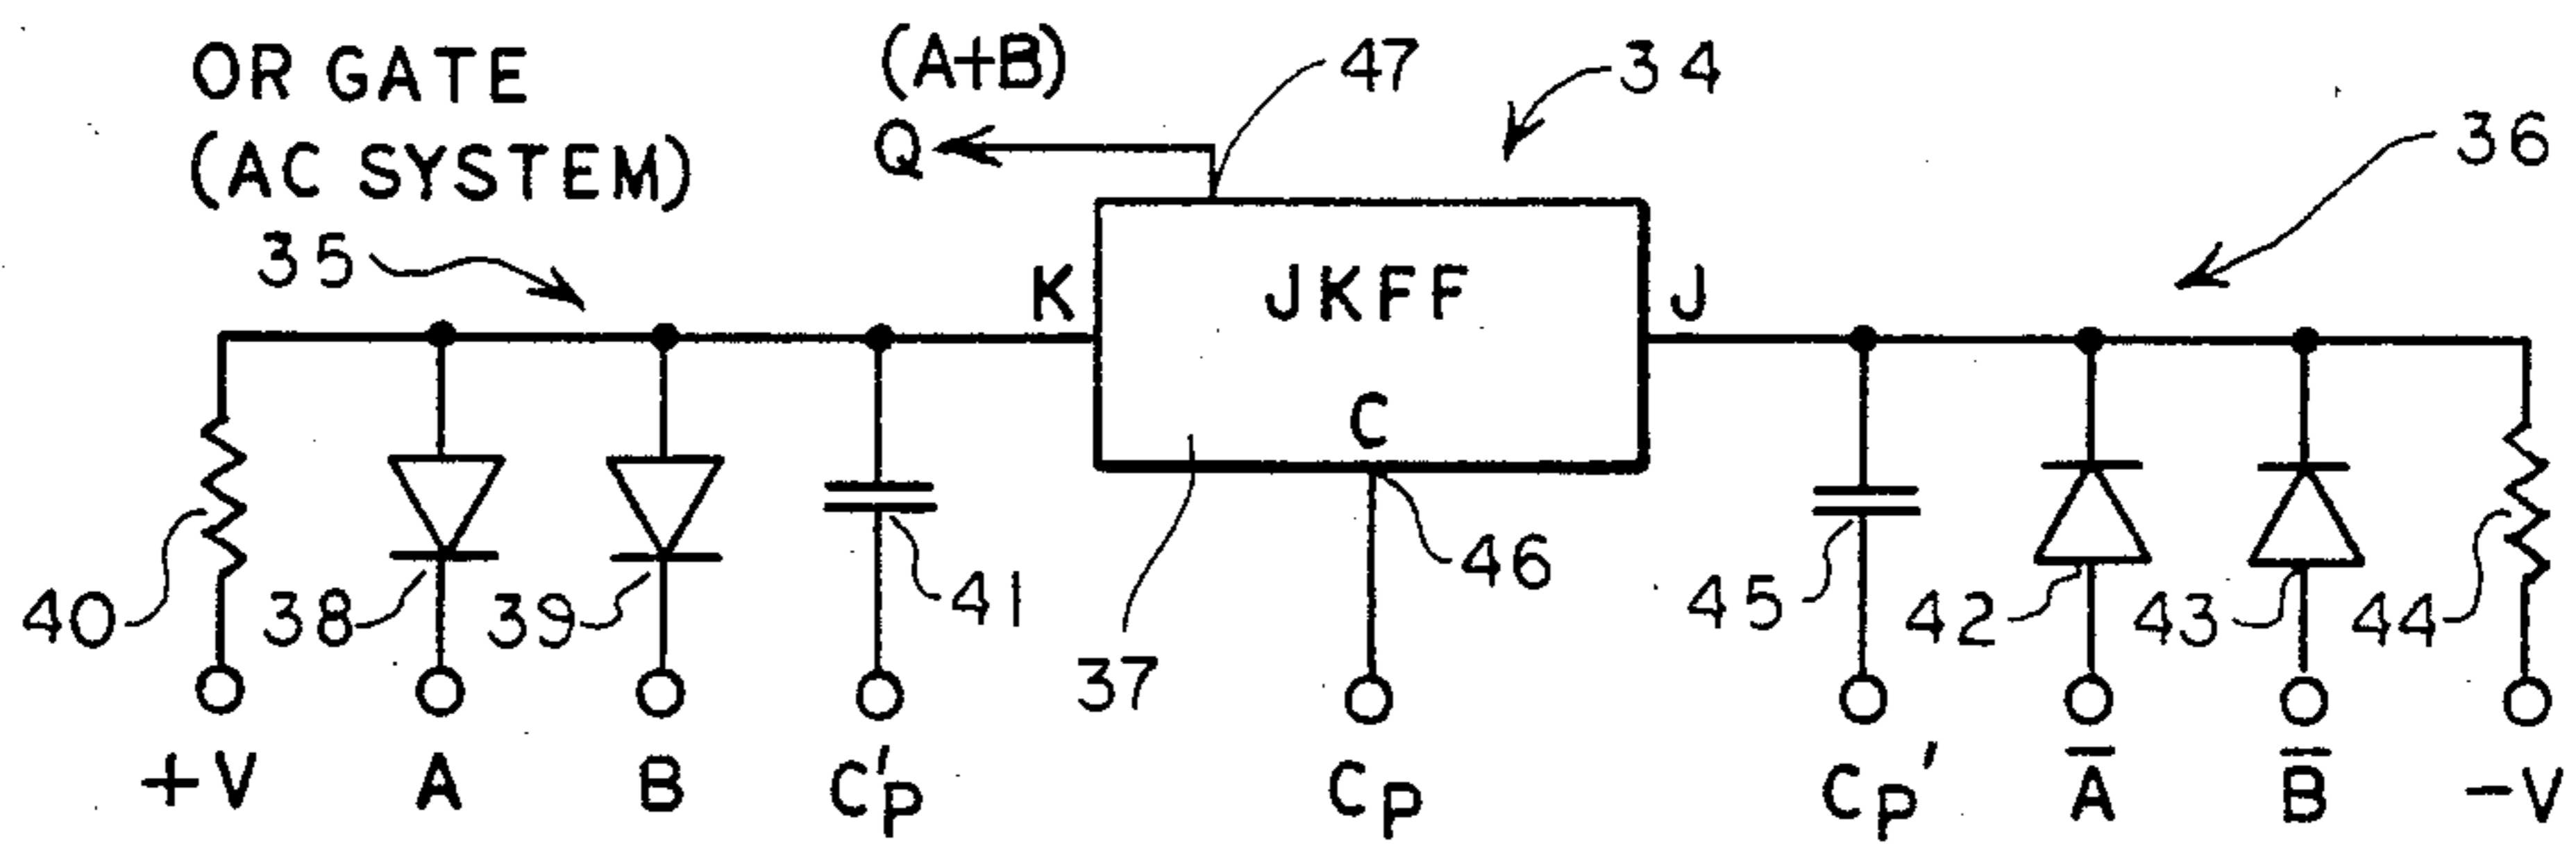 OR GATE
(AC SYSTEM)
(A+B)
Q
47
34
36
35
K
JKFF
J
C
40
38
39
41
37
46
45
42
43
44
+V
A
B
C'P
CP
CP'
A̅
B̅
-V